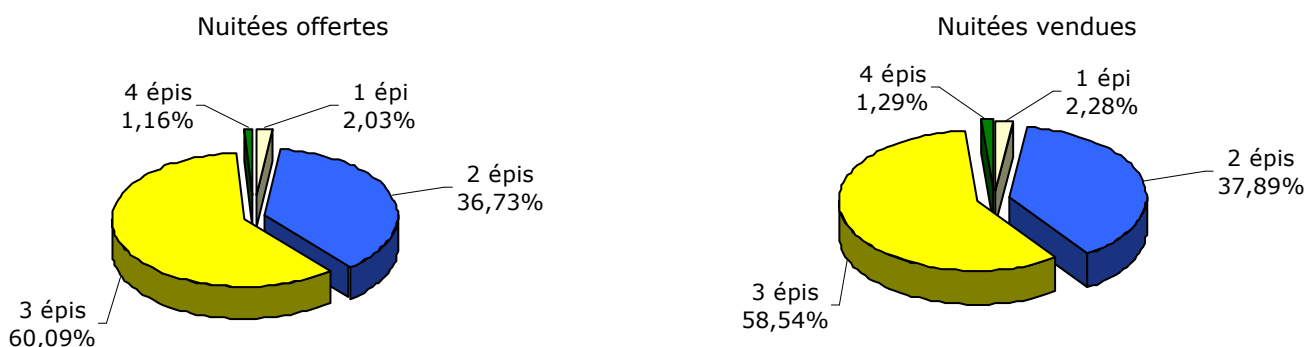 Nuitées offertes
4 épis
1,16%
1 épi
2,03%
2 épis
36,73%
3 épis
60,09%
Nuitées vendues
4 épis
1,29%
1 épi
2,28%
2 épis
37,89%
3 épis
58,54%